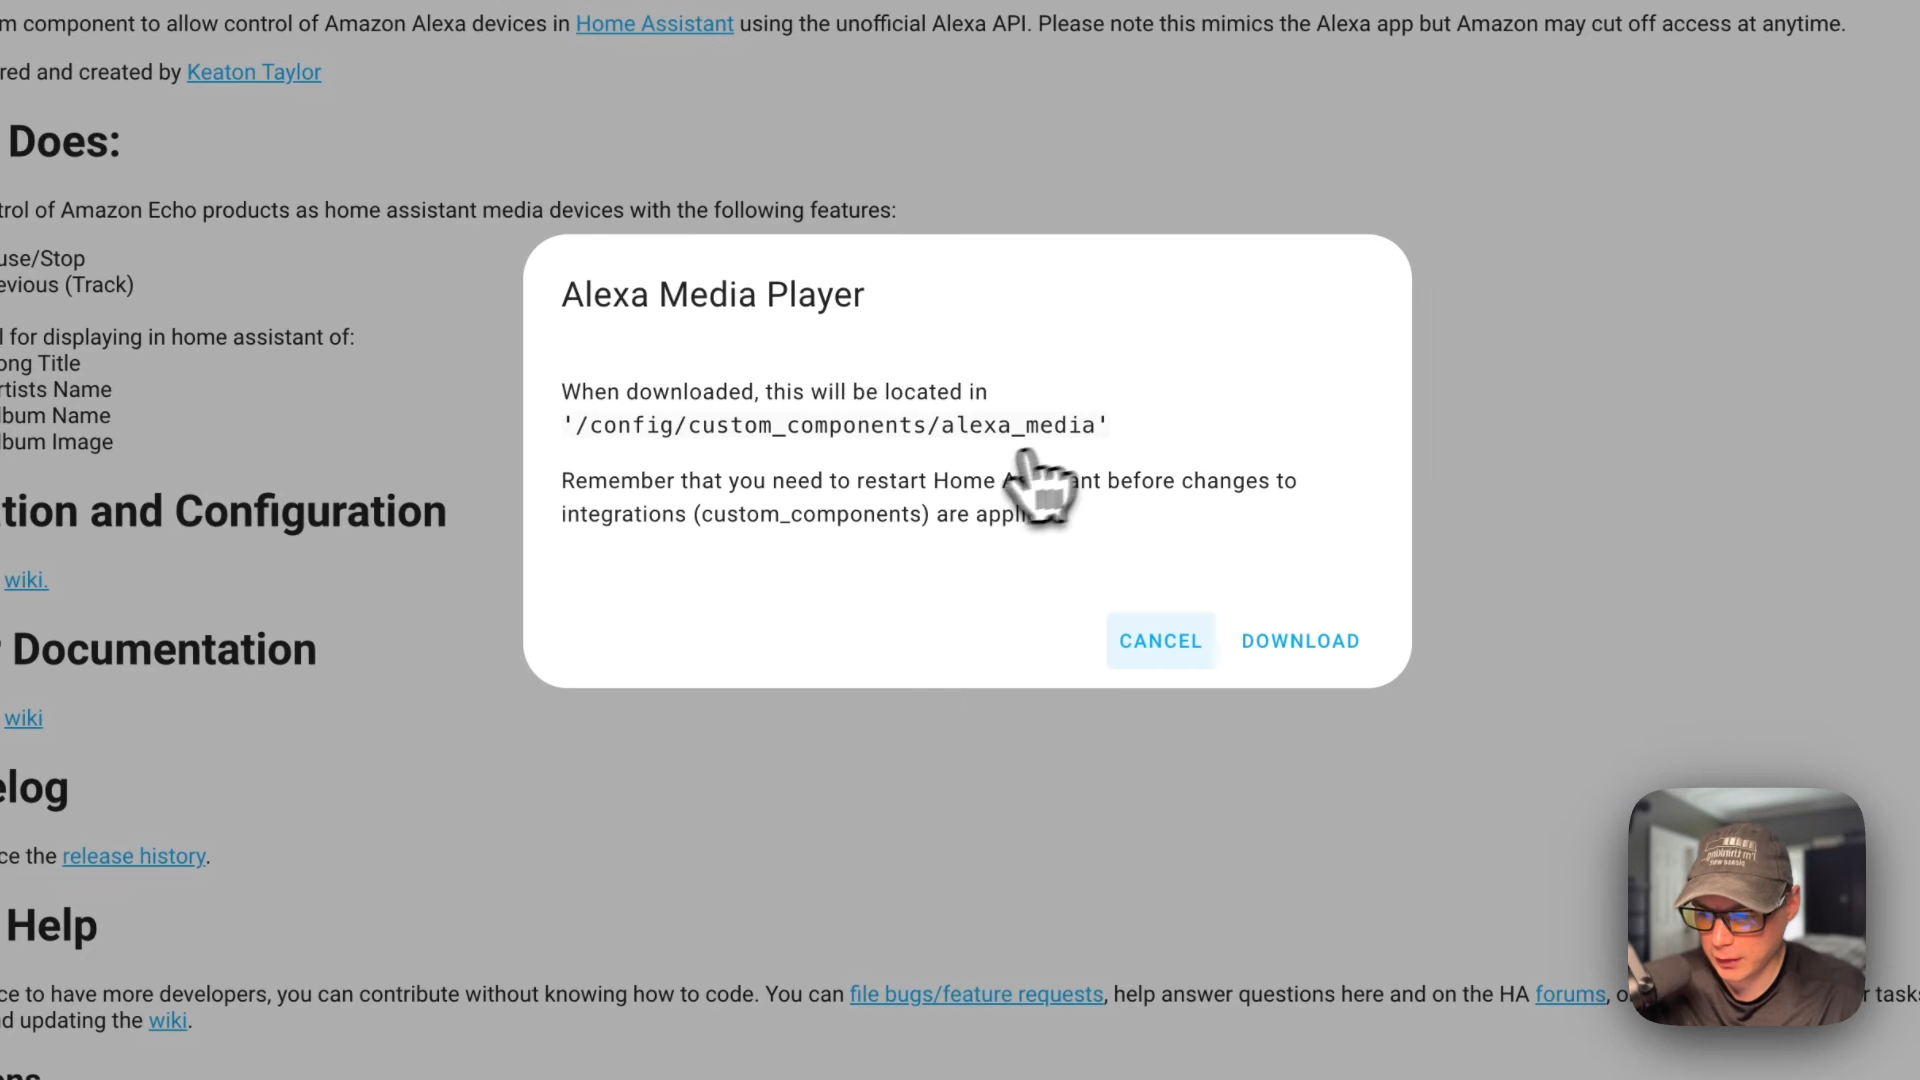 m component to allow control of Amazon Alexa devices in Home Assistant using the unofficial Alexa API. Please note this mimics the Alexa app but Amazon may cut off access at anytime.
red and created by Keaton Taylor
Does:
trol of Amazon Echo products as home assistant media devices with the following features:
use/Stop
evious (Track)
l for displaying in home assistant of:
ong Title
rtists Name
lbum Name
lbum Image
tion and Configuration
wiki.
r Documentation
wiki
elog
ce the release history.
Help
ce to have more developers, you can contribute without knowing how to code. You can file bugs/feature requests, help answer questions here and on the HA forums, o r tasks
d updating the wiki.
Alexa Media Player
When downloaded, this will be located in
'/config/custom_components/alexa_media'
Remember that you need to restart Home A ant before changes to
integrations (custom_components) are appl
CANCEL DOWNLOAD